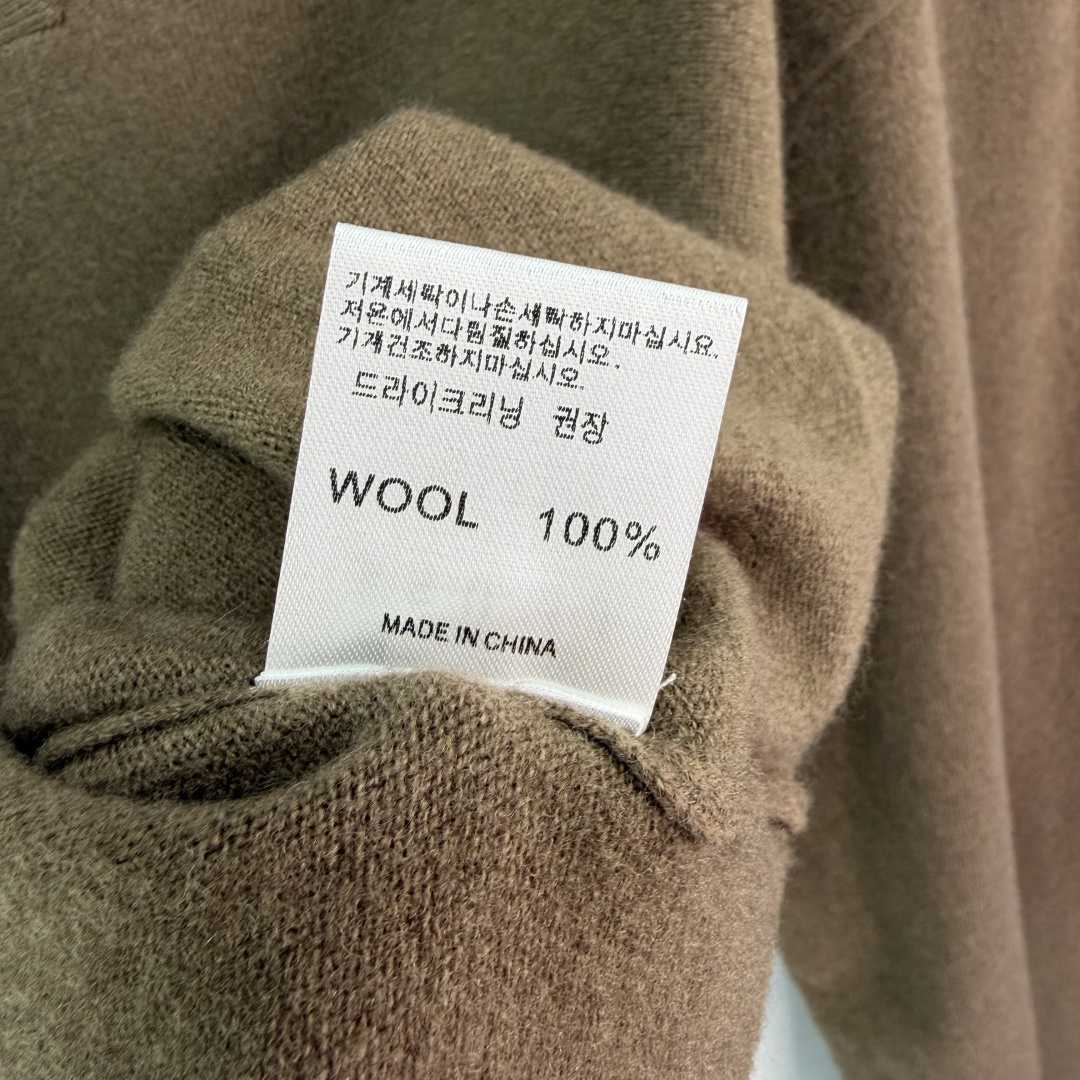 기계세탁이나손세탁하지마십시요.
저온에서다림질하십시오.
기계건조하지마십시오.
드라이크리닝 권장
WOOL 100%
MADE IN CHINA